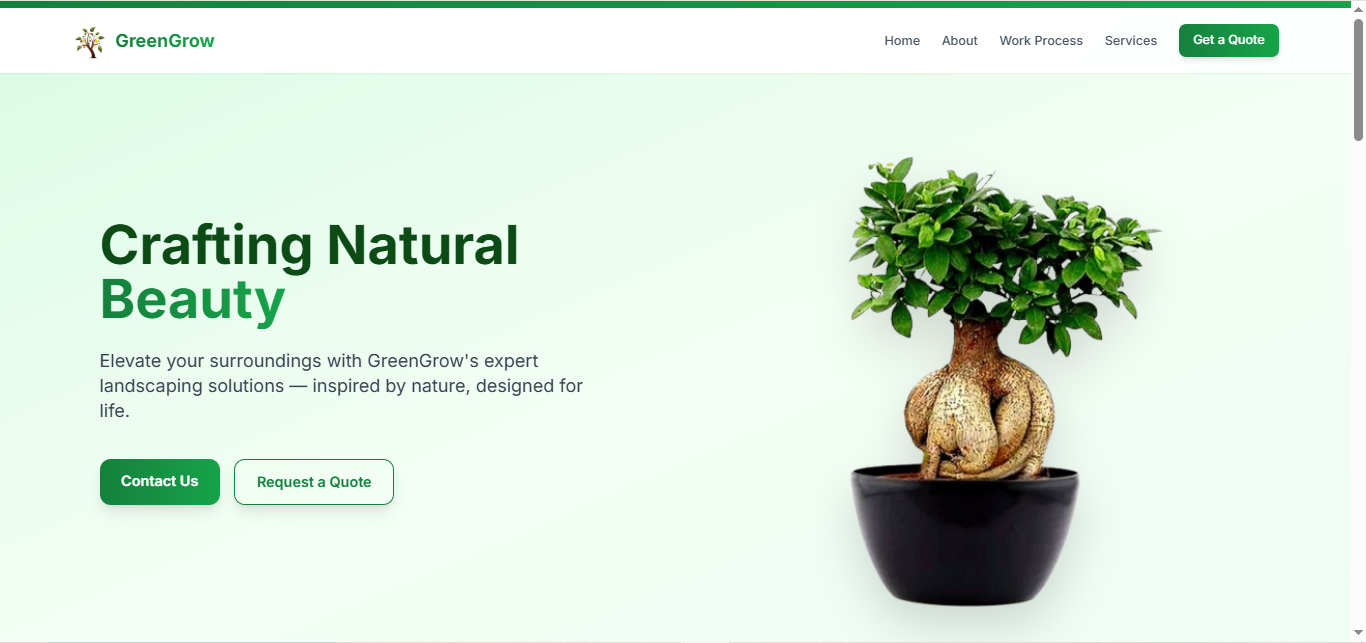 GreenGrow
Home About Work Process Services Get a Quote
Crafting Natural
Beauty
Elevate your surroundings with GreenGrow's expert
landscaping solutions — inspired by nature, designed for
life.
Contact Us Request a Quote